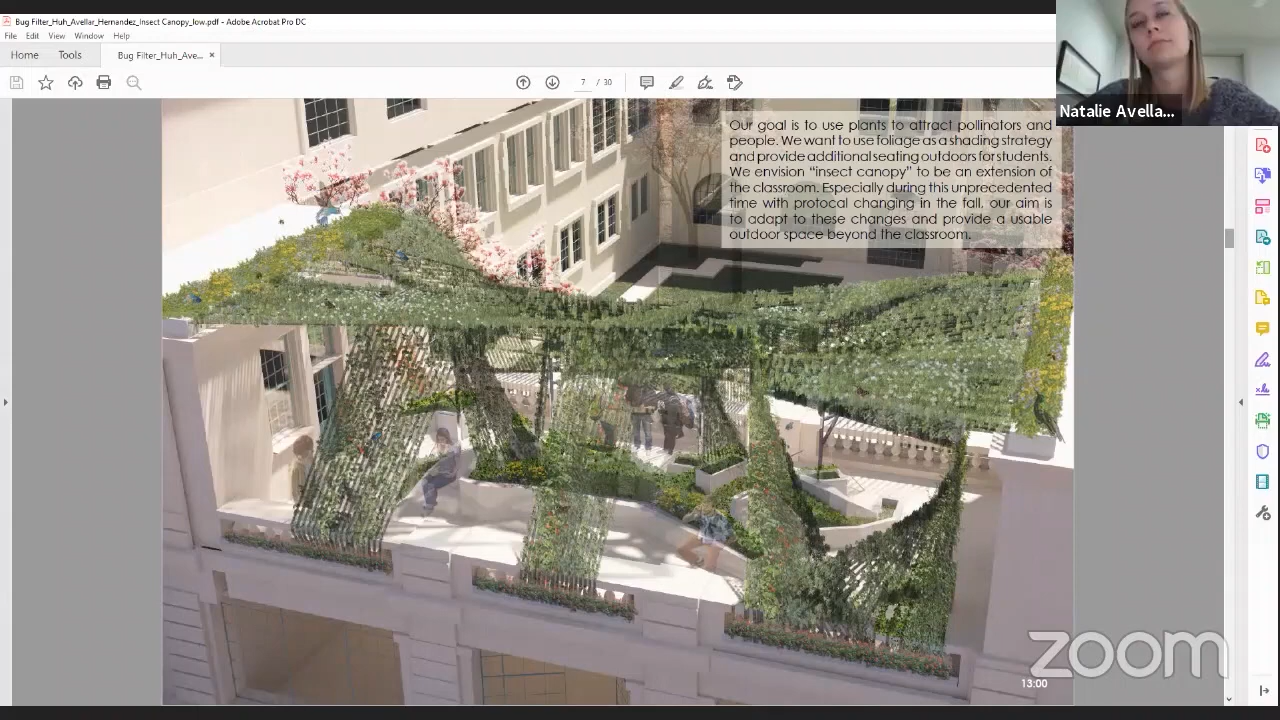 Bug Filter_Huh_Avellar_Hernandez_Insect Canopy_low.pdf - Adobe Acrobat Pro DC
File Edit View Window Help
Home Tools Bug Filter_Huh_Ave... ×
7 / 30
Natalie Avella...
Our goal is to use plants to attract pollinators and
people. We want to use foliage as a shading strategy
and provide additional seating outdoors for students.
We envision “insect canopy” to be an extension of
the classroom. Especially during this unprecedented
time with protocal changing in the fall, our aim is
to adapt to these changes and provide a usable
outdoor space beyond the classroom.
zoom
13:00